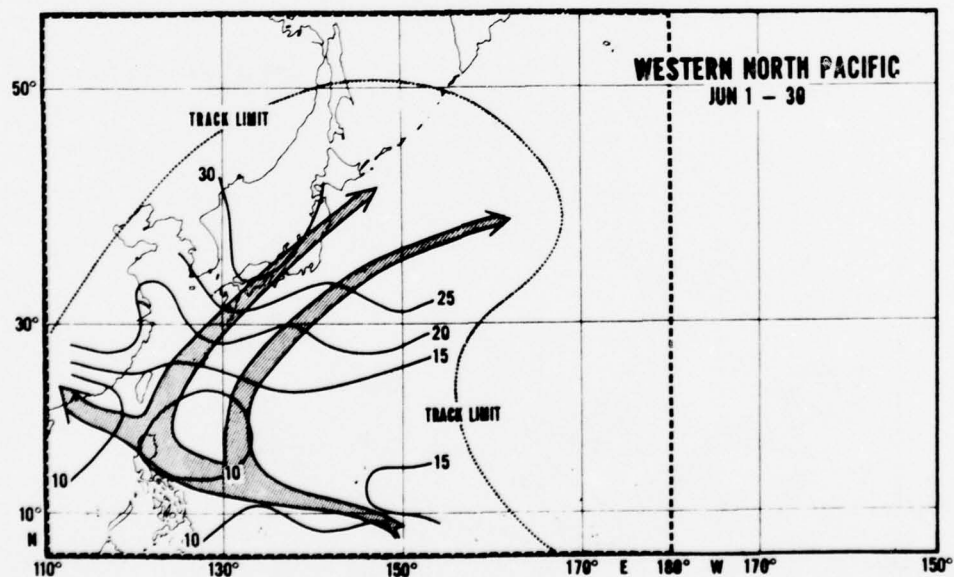 WESTERN NORTH PACIFIC
JUN 1 – 30
50°
TRACK LIMIT
30
25
30°
20
15
TRACK LIMIT
15
10
10
10°
10
N
110° 130° 150° 170° E 180° W 170° 150°